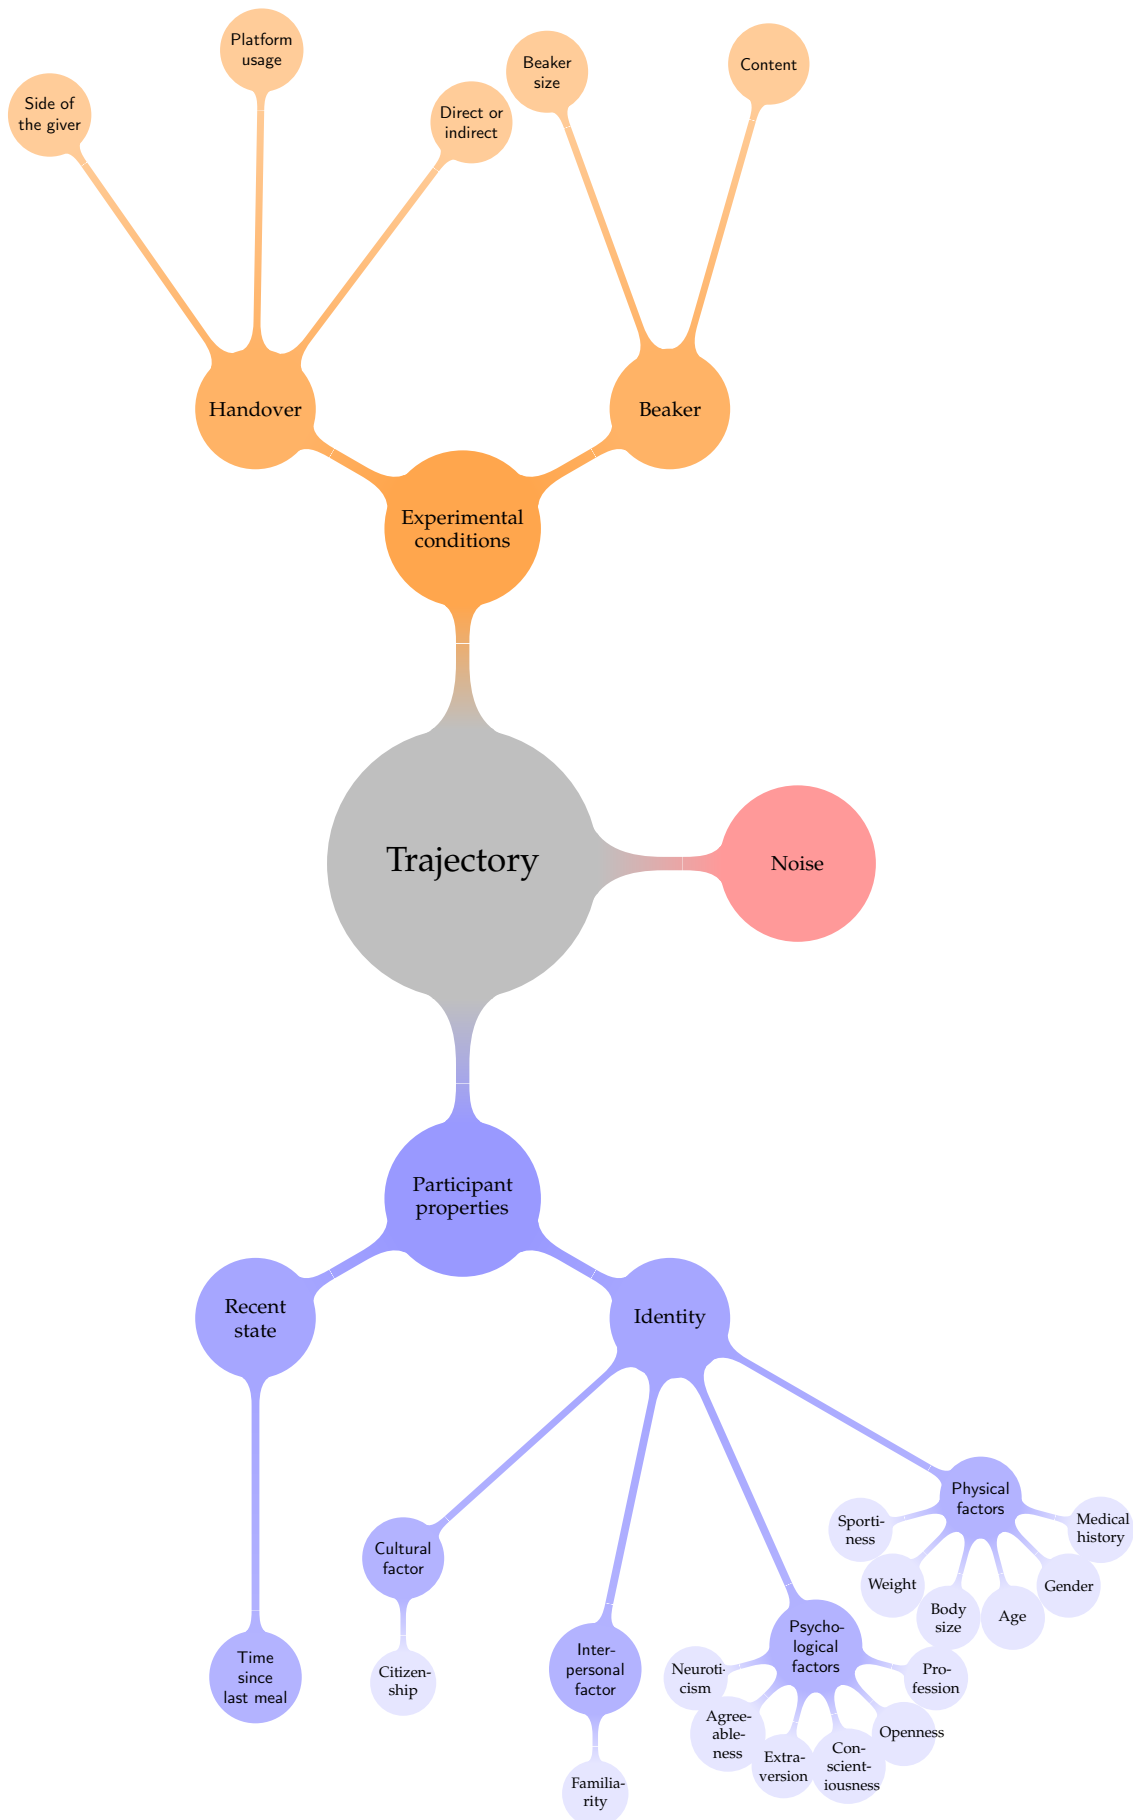 Platform
usage
Side of
the giver
Direct or
indirect
Beaker
size
Content
Handover
Beaker
Experimental
conditions
Trajectory
Noise
Participant
properties
Recent
state
Identity
Time
since
last meal
Cultural
factor
Citizen-
ship
Inter-
personal
factor
Familia-
rity
Psycho-
logical
factors
Neuroti-
cism
Agree-
able-
ness
Extra-
version
Con-
scient-
iousness
Openness
Pro-
fession
Physical
factors
Sporti-
ness
Weight
Body
size
Age
Gender
Medical
history